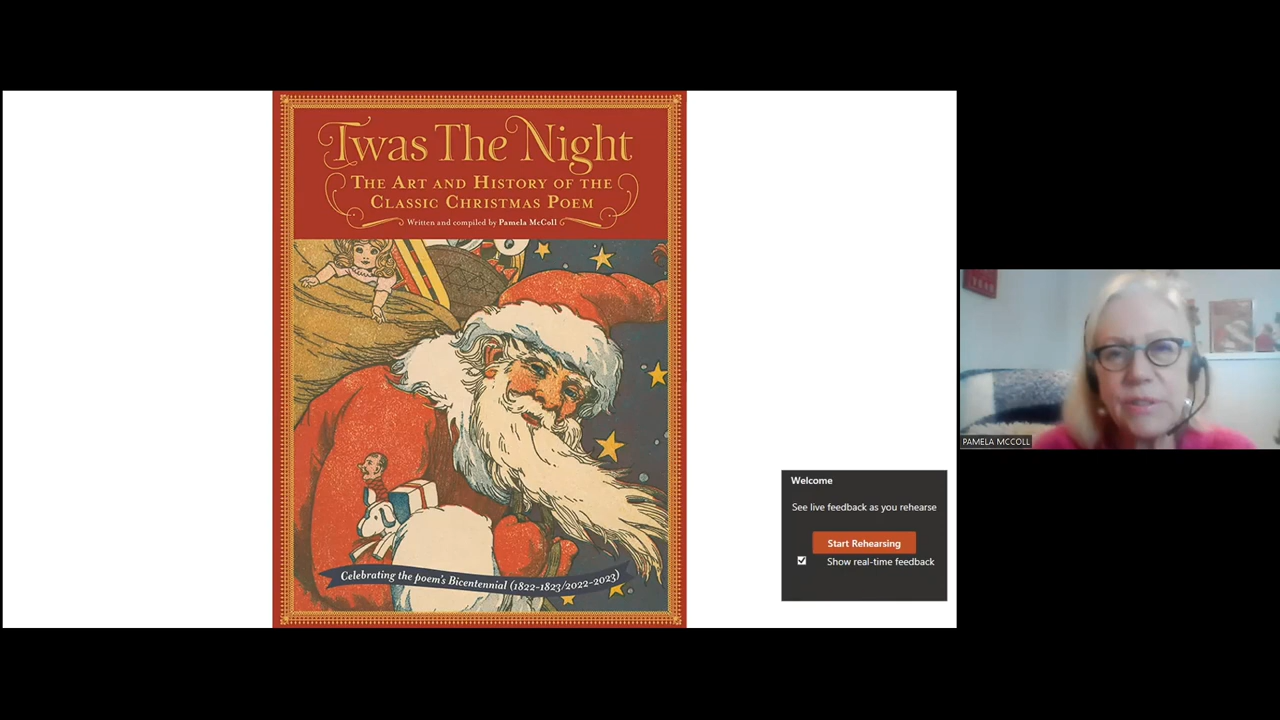 Twas The Night
The Art and History of the
Classic Christmas Poem
Written and compiled by Pamela McColl
Celebrating the poem's Bicentennial (1822-1823/2022-2023)
Welcome
See live feedback as you rehearse
Start Rehearsing
Show real-time feedback
PAMELA MCCOLL